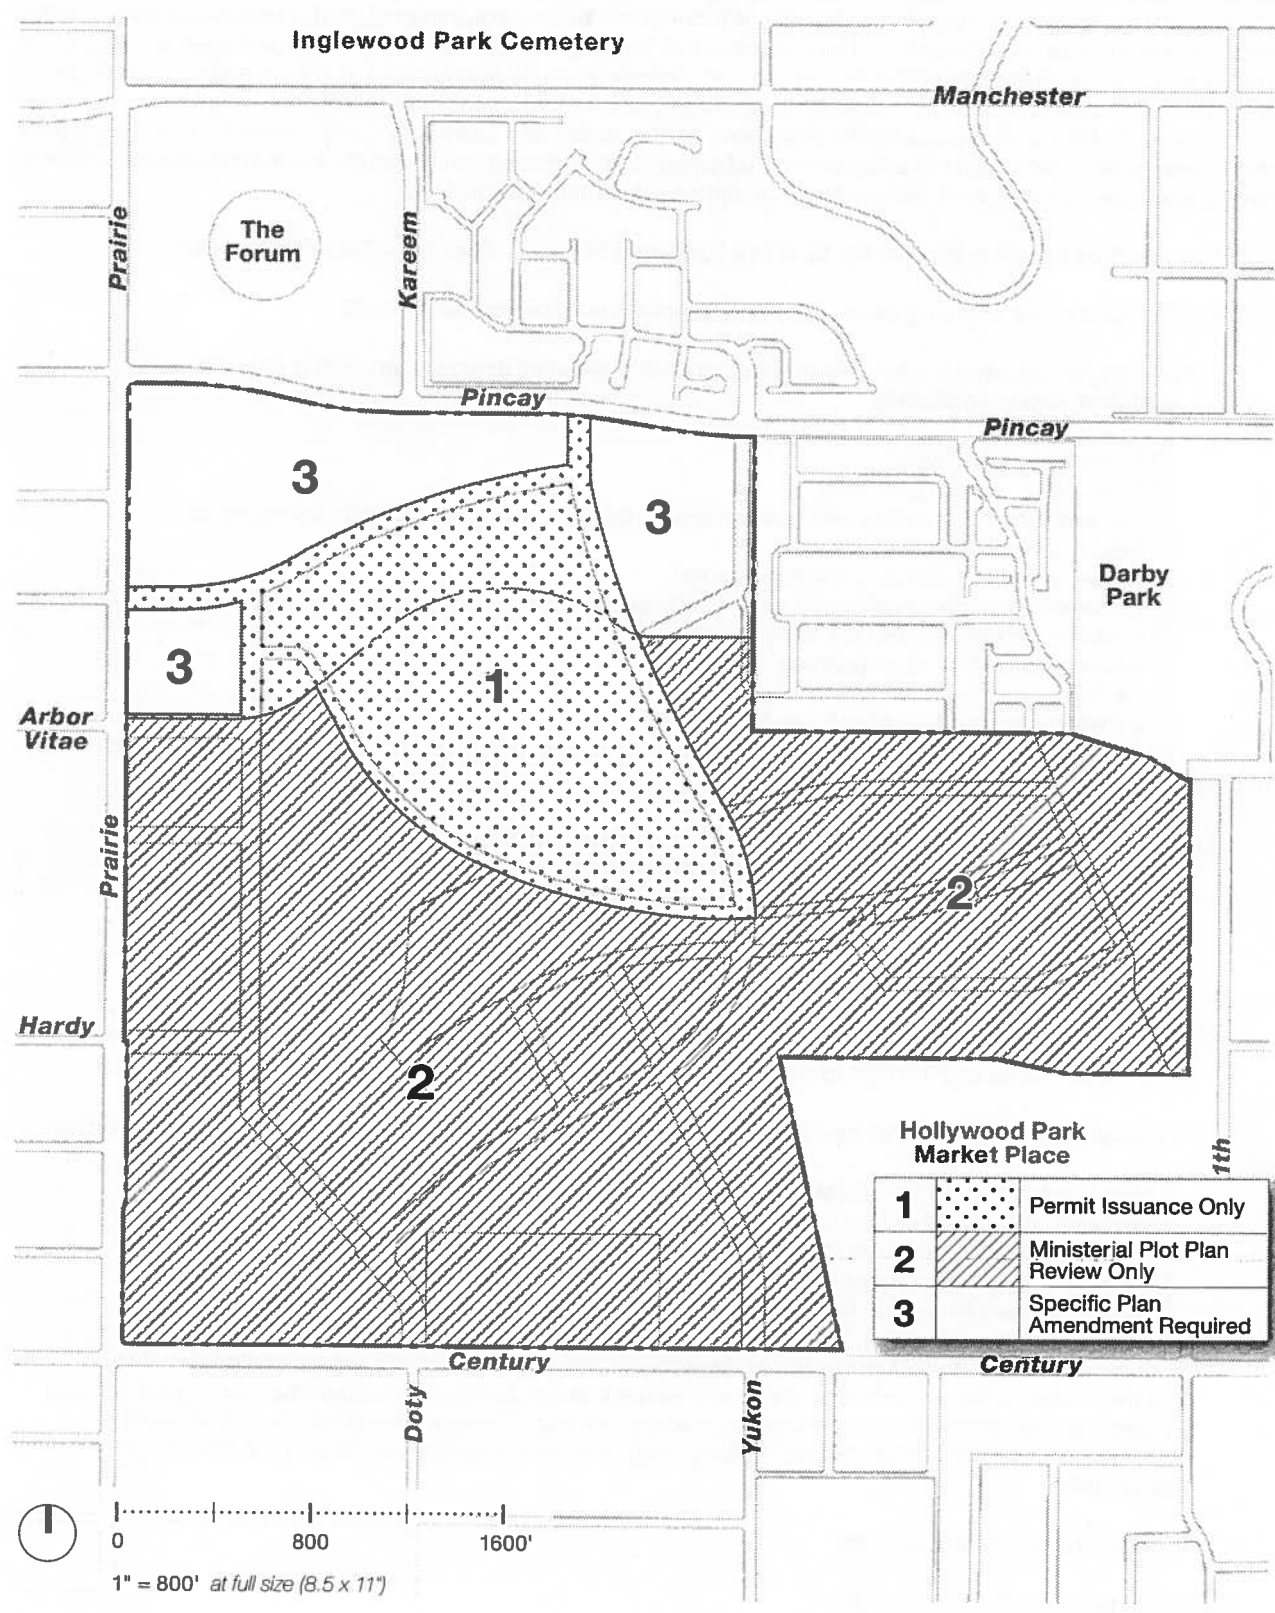 Inglewood Park Cemetery
Manchester
Prairie
The
Forum
Kareem
Pincay
Pincay
3
3
Darby
Park
3
1
Arbor
Vitae
Prairie
2
Hardy
2
Hollywood Park
Market Place
1th
1 Permit Issuance Only
2 Ministerial Plot Plan
Review Only
3 Specific Plan
Amendment Required
Century
Century
Doty
Yukon
0 800 1600'
1" = 800' at full size (8.5 x 11")